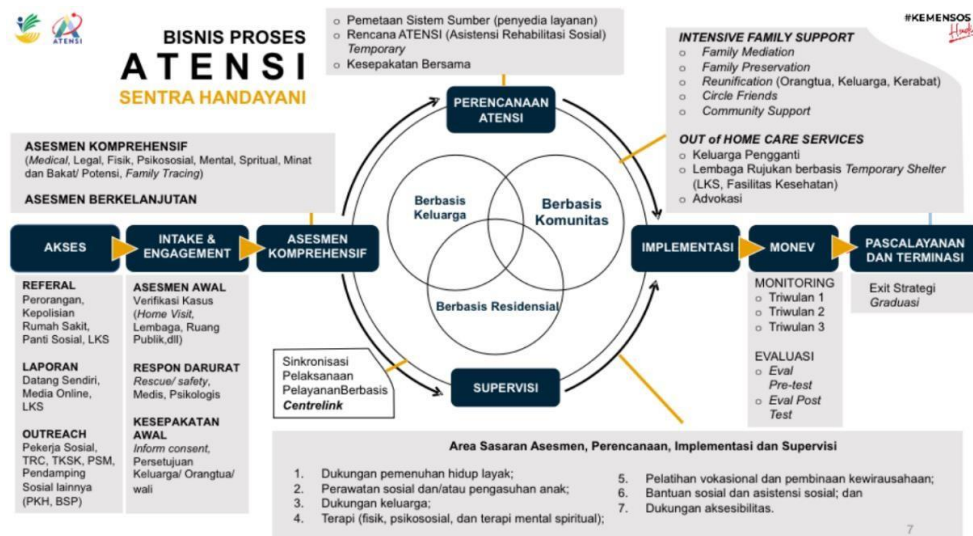 ATENSI
BISNIS PROSES
ATENSI
SENTRA HANDAYANI
o Pemetaan Sistem Sumber (penyedia layanan)
o Rencana ATENSI (Asistensi Rehabilitasi Sosial)
Temporary
o Kesepakatan Bersama
#KEMENSOS
INTENSIVE FAMILY SUPPORT
o Family Mediation
o Family Preservation
o Reunification (Orangtua, Keluarga, Kerabat)
o Circle Friends
o Community Support
OUT of HOME CARE SERVICES
o Keluarga Pengganti
o Lembaga Rujukan berbasis Temporary Shelter
(LKS, Fasilitas Kesehatan)
o Advokasi
PERENCANAAN
ATENSI
ASESMEN KOMPREHENSIF
(Medical, Legal, Fisik, Psikososial, Mental, Spritual, Minat
dan Bakat/ Potensi, Family Tracing)
ASESMEN BERKELANJUTAN
Berbasis
Keluarga
Berbasis
Komunitas
Berbasis Residensial
AKSES
INTAKE &
ENGAGEMENT
ASESMEN
KOMPREHENSIF
IMPLEMENTASI
MONEV
PASCALAYANAN
DAN TERMINASI
REFERAL
Perorangan,
Kepolisian
Rumah Sakit,
Panti Sosial, LKS
LAPORAN
Datang Sendiri,
Media Online,
LKS
OUTREACH
Pekerja Sosial,
TRC, TKSK, PSM,
Pendamping
Sosial lainnya
(PKH, BSP)
ASESMEN AWAL
Verifikasi Kasus
(Home Visit,
Lembaga, Ruang
Publik,dll)
RESPON DARURAT
Rescue/ safety,
Medis, Psikologis
KESEPAKATAN
AWAL
Inform consent,
Persetujuan
Keluarga/ Orangtua/
wali
Sinkronisasi
Pelaksanaan
PelayananBerbasis
Centrelink
SUPERVISI
MONITORING
o Triwulan 1
o Triwulan 2
o Triwulan 3
EVALUASI
o Eval
Pre-test
o Eval Post
Test
Exit Strategi
Graduasi
Area Sasaran Asesmen, Perencanaan, Implementasi dan Supervisi
1. Dukungan pemenuhan hidup layak;
2. Perawatan sosial dan/atau pengasuhan anak;
3. Dukungan keluarga;
4. Terapi (fisik, psikososial, dan terapi mental spiritual);
5. Pelatihan vokasional dan pembinaan kewirausahaan;
6. Bantuan sosial dan asistensi sosial; dan
7. Dukungan aksesibilitas.
7